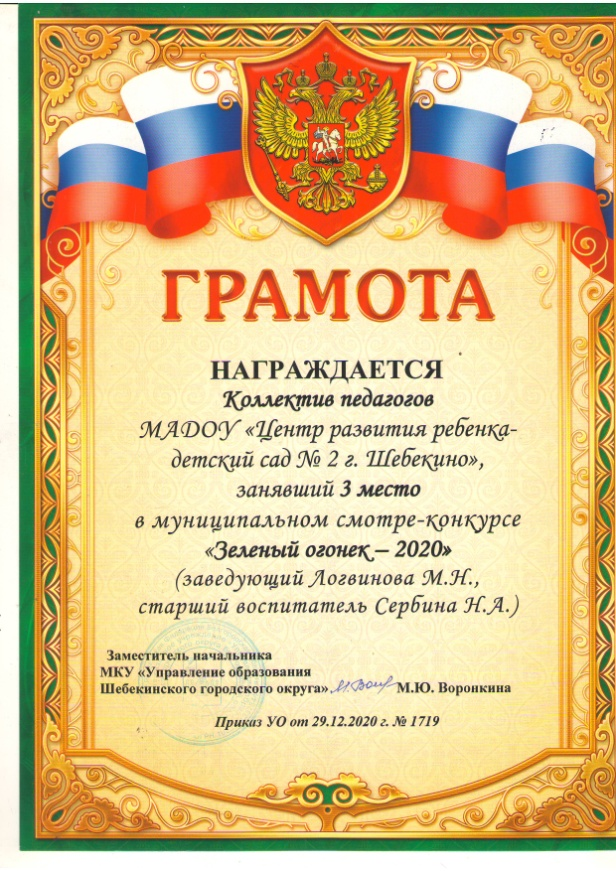 ГРАМОТА
НАГРАЖДАЕТСЯ
Коллектив педагогов
МАДОУ «Центр развития ребенка-
детский сад № 2 г. Шебекино»,
занявший 3 место
в муниципальном смотре-конкурсе
«Зеленый огонек – 2020»
(заведующий Логвинова М.Н.,
старший воспитатель Сербина Н.А.)
Заместитель начальника
МКУ «Управление образования
Шебекинского городского округа» М.Ю. Воронкина
Приказ УО от 29.12.2020 г. № 1719